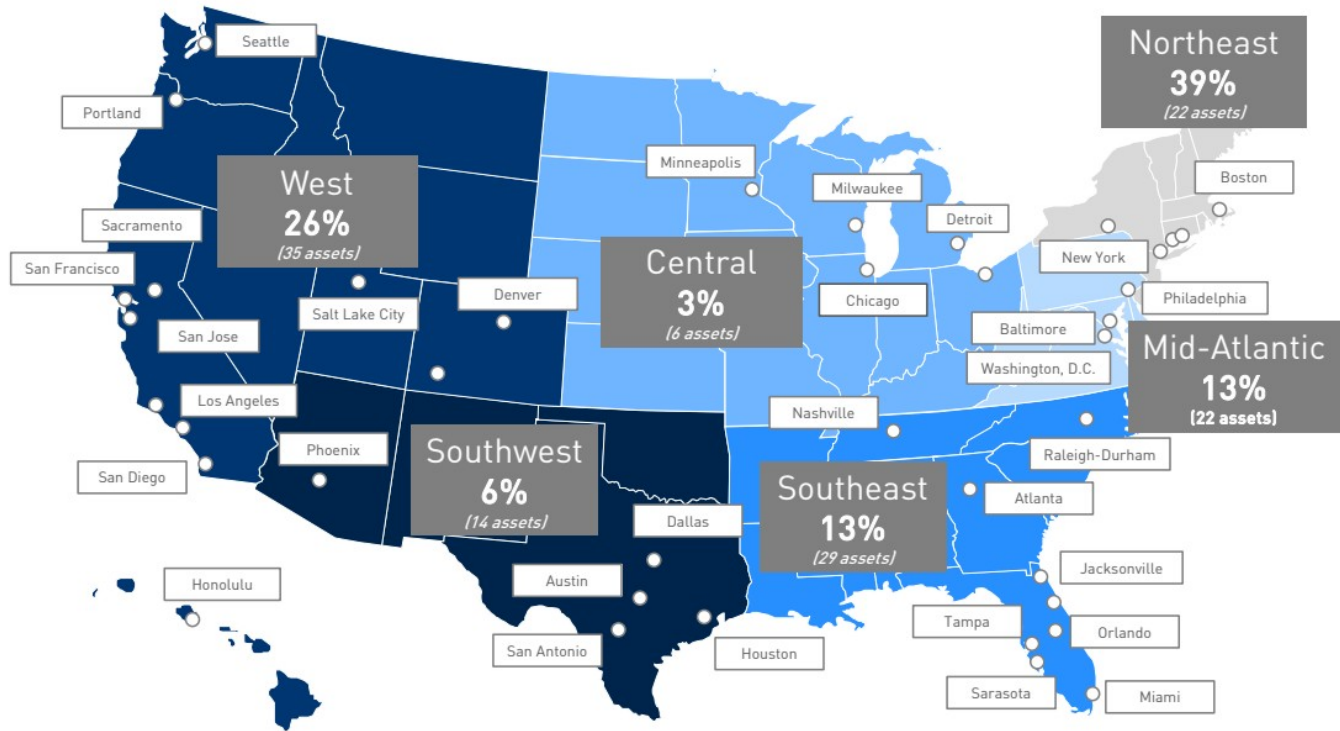 Seattle
Portland
West
26%
(35 assets)
Sacramento
San Francisco
San Jose
Salt Lake City
Denver
Los Angeles
San Diego
Phoenix
Honolulu
Southwest
6%
(14 assets)
Dallas
Austin
San Antonio
Houston
Minneapolis
Milwaukee
Detroit
Central
3%
(6 assets)
Chicago
Northeast
39%
(22 assets)
Boston
New York
Philadelphia
Baltimore
Washington, D.C.
Mid-Atlantic
13%
(22 assets)
Nashville
Raleigh-Durham
Southeast
13%
(29 assets)
Atlanta
Jacksonville
Tampa
Orlando
Sarasota
Miami